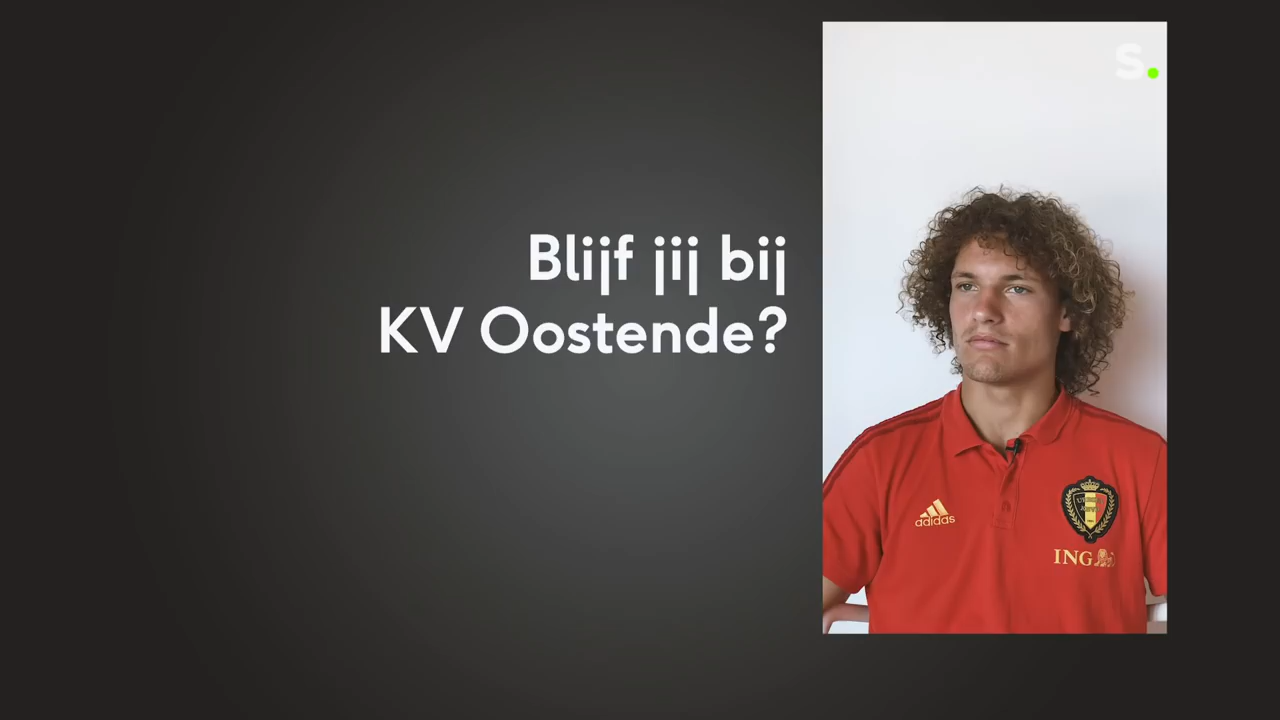 Blijf jij bij
KV Oostende?
S.
adidas
ING